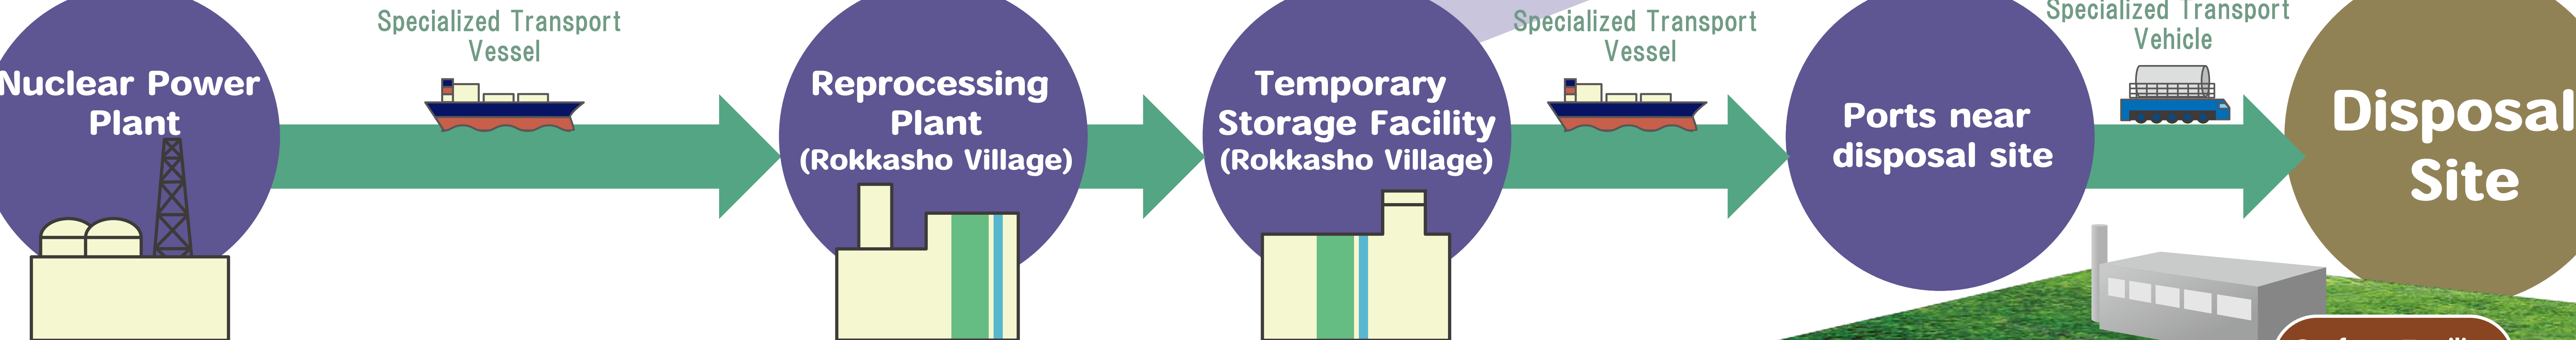 Nuclear Power
Plant
Specialized Transport
Vessel
Reprocessing
Plant
(Rokkasho Village)
Temporary
Storage Facility
(Rokkasho Village)
Specialized Transport
Vessel
Ports near
disposal site
Specialized Transport
Vehicle
Disposal
Site